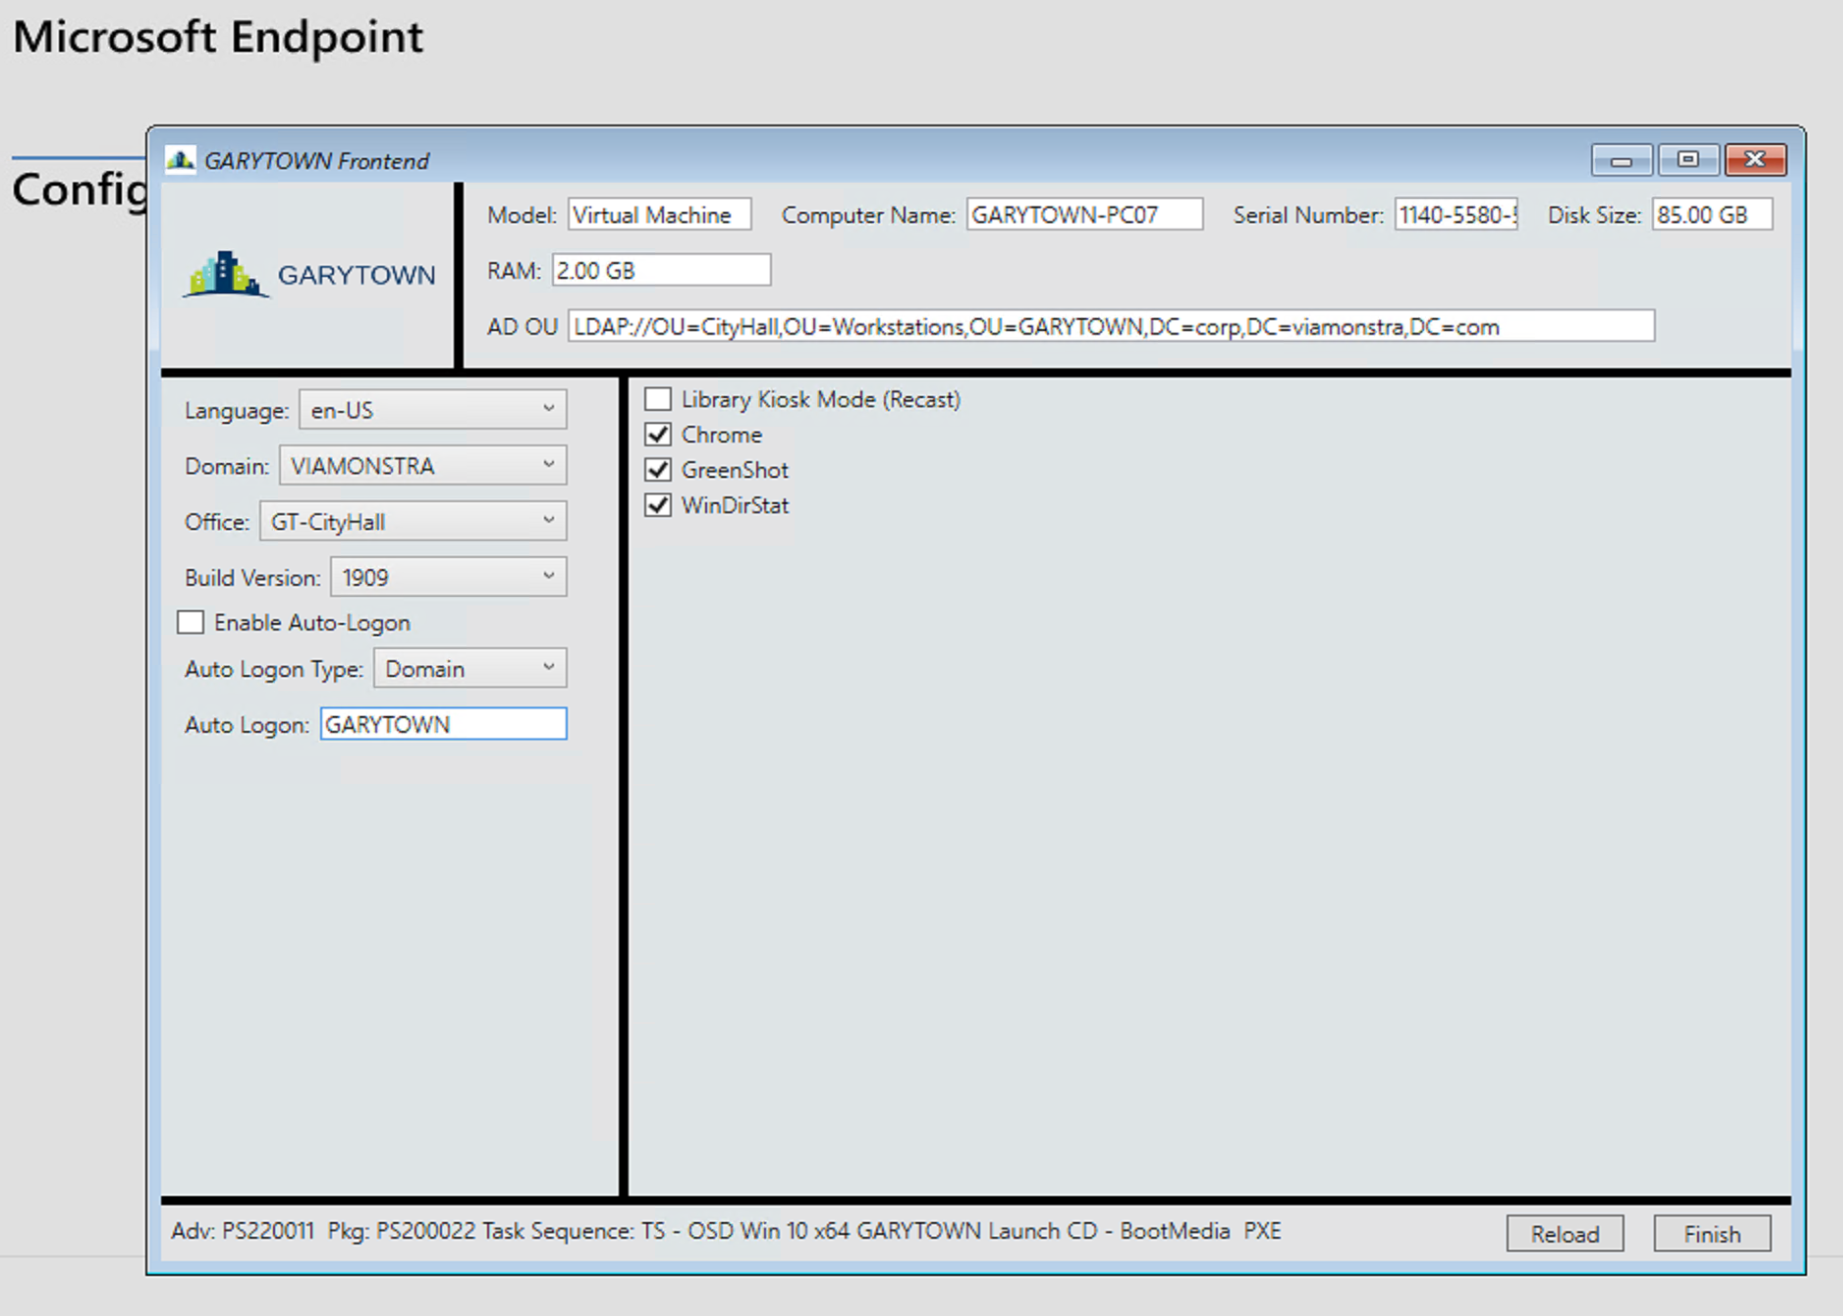 Microsoft Endpoint
Config
GARYTOWN Frontend
GARYTOWN
Model: Virtual Machine Computer Name: GARYTOWN-PC07 Serial Number: 1140-5580- Disk Size: 85.00 GB
RAM: 2.00 GB
AD OU LDAP://OU=CityHall,OU=Workstations,OU=GARYTOWN,DC=corp,DC=viamonstra,DC=com
Language: en-US
Domain: VIAMONSTRA
Office: GT-CityHall
Build Version: 1909
Enable Auto-Logon
Auto Logon Type: Domain
Auto Logon: GARYTOWN
Library Kiosk Mode (Recast)
Chrome
GreenShot
WinDirStat
Adv: PS220011 Pkg: PS200022 Task Sequence: TS - OSD Win 10 x64 GARYTOWN Launch CD - BootMedia PXE
Reload Finish